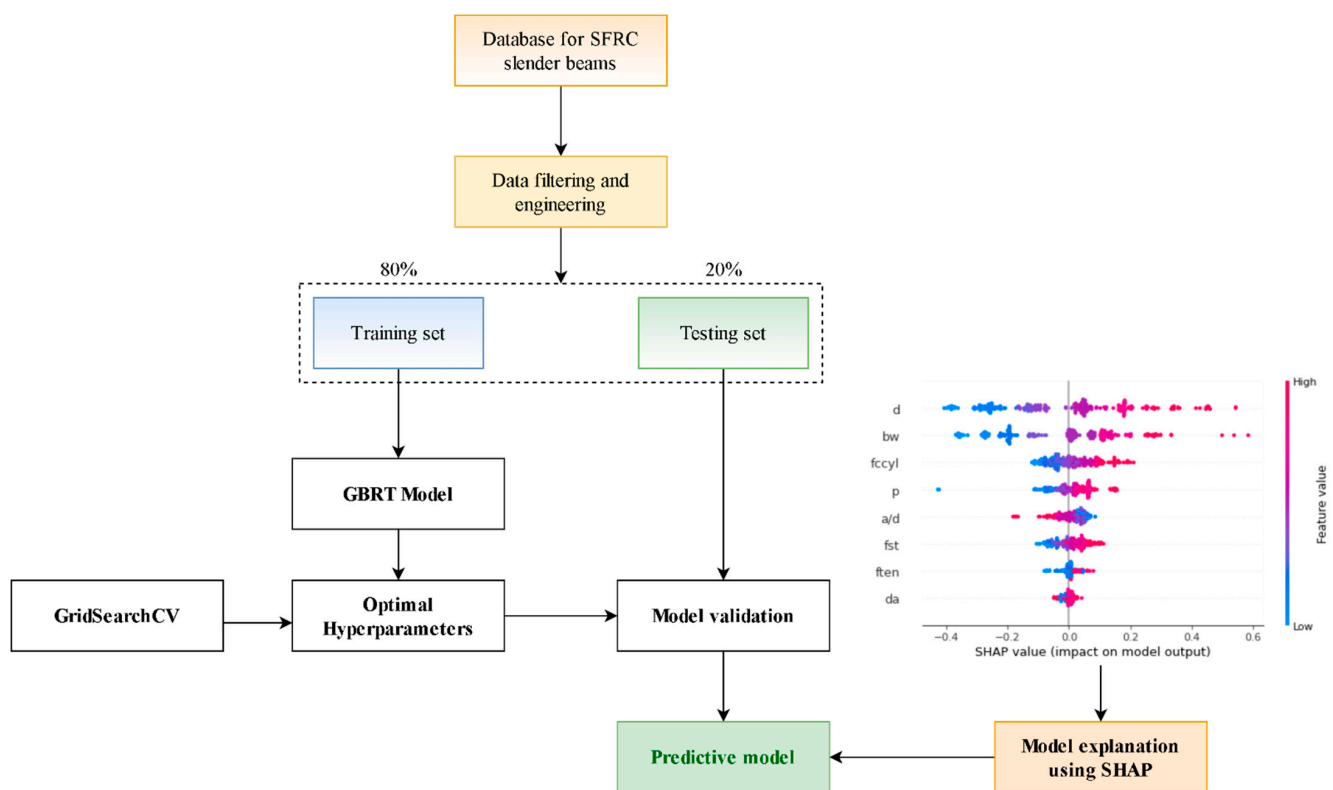 Database for SFRC
slender beams
Data filtering and
engineering
80%
20%
Training set
Testing set
GBRT Model
GridSearchCV
Optimal
Hyperparameters
Model validation
High
d
bw
fccyl
p
a/d
fst
ften
da
Feature value
Low
−0.4 −0.2 0.0 0.2 0.4 0.6
SHAP value (impact on model output)
Predictive model
Model expla­nation
using SHAP